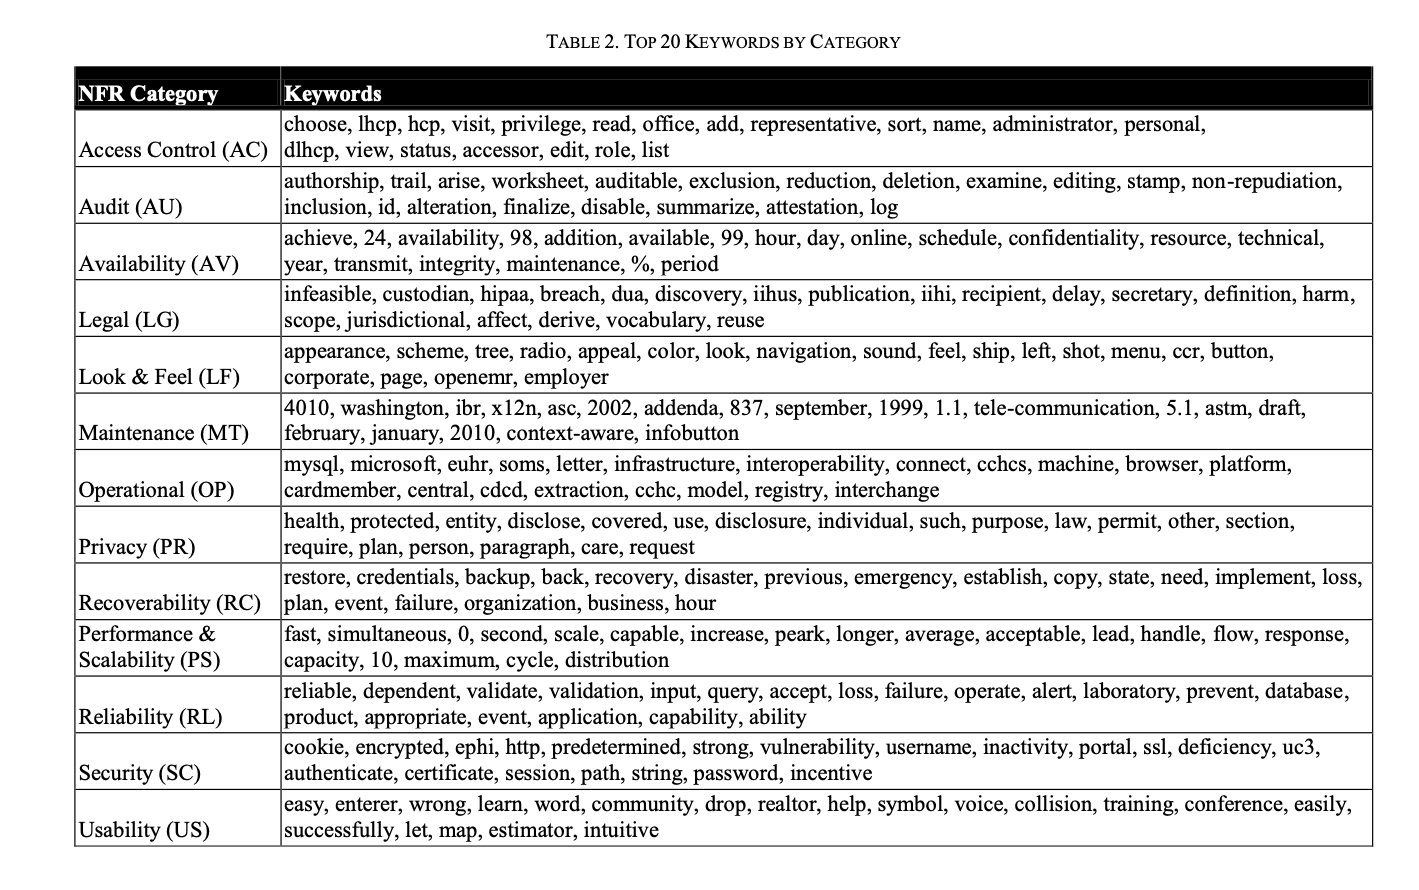 TABLE 2. TOP 20 KEYWORDS BY CATEGORY
NFR Category Keywords
choose, lhcp, hcp, visit, privilege, read, office, add, representative, sort, name, administrator, personal,
Access Control (AC) dlhcp, view, status, accessor, edit, role, list
authorship, trail, arise, worksheet, auditable, exclusion, reduction, deletion, examine, editing, stamp, non-repudiation,
Audit (AU) inclusion, id, alteration, finalize, disable, summarize, attestation, log
achieve, 24, availability, 98, addition, available, 99, hour, day, online, schedule, confidentiality, resource, technical,
Availability (AV) year, transmit, integrity, maintenance, %, period
infeasible, custodian, hipaa, breach, dua, discovery, iihus, publication, iihi, recipient, delay, secretary, definition, harm,
Legal (LG) scope, jurisdictional, affect, derive, vocabulary, reuse
appearance, scheme, tree, radio, appeal, color, look, navigation, sound, feel, ship, left, shot, menu, ccr, button,
Look & Feel (LF) corporate, page, openemr, employer
4010, washington, ibr, x12n, asc, 2002, addenda, 837, september, 1999, 1.1, tele-communication, 5.1, astm, draft,
Maintenance (MT) february, january, 2010, context-aware, infobutton
mysql, microsoft, euhr, soms, letter, infrastructure, interoperability, connect, cchcs, machine, browser, platform,
Operational (OP) cardmember, central, cdcd, extraction, cchc, model, registry, interchange
health, protected, entity, disclose, covered, use, disclosure, individual, such, purpose, law, permit, other, section,
Privacy (PR) require, plan, person, paragraph, care, request
restore, credentials, backup, back, recovery, disaster, previous, emergency, establish, copy, state, need, implement, loss,
Recoverability (RC) plan, event, failure, organization, business, hour
Performance & fast, simultaneous, 0, second, scale, capable, increase, peark, longer, average, acceptable, lead, handle, flow, response,
Scalability (PS) capacity, 10, maximum, cycle, distribution
reliable, dependent, validate, validation, input, query, accept, loss, failure, operate, alert, laboratory, prevent, database,
Reliability (RL) product, appropriate, event, application, capability, ability
cookie, encrypted, ephi, http, predetermined, strong, vulnerability, username, inactivity, portal, ssl, deficiency, uc3,
Security (SC) authenticate, certificate, session, path, string, password, incentive
easy, enterer, wrong, learn, word, community, drop, realtor, help, symbol, voice, collision, training, conference, easily,
Usability (US) successfully, let, map, estimator, intuitive